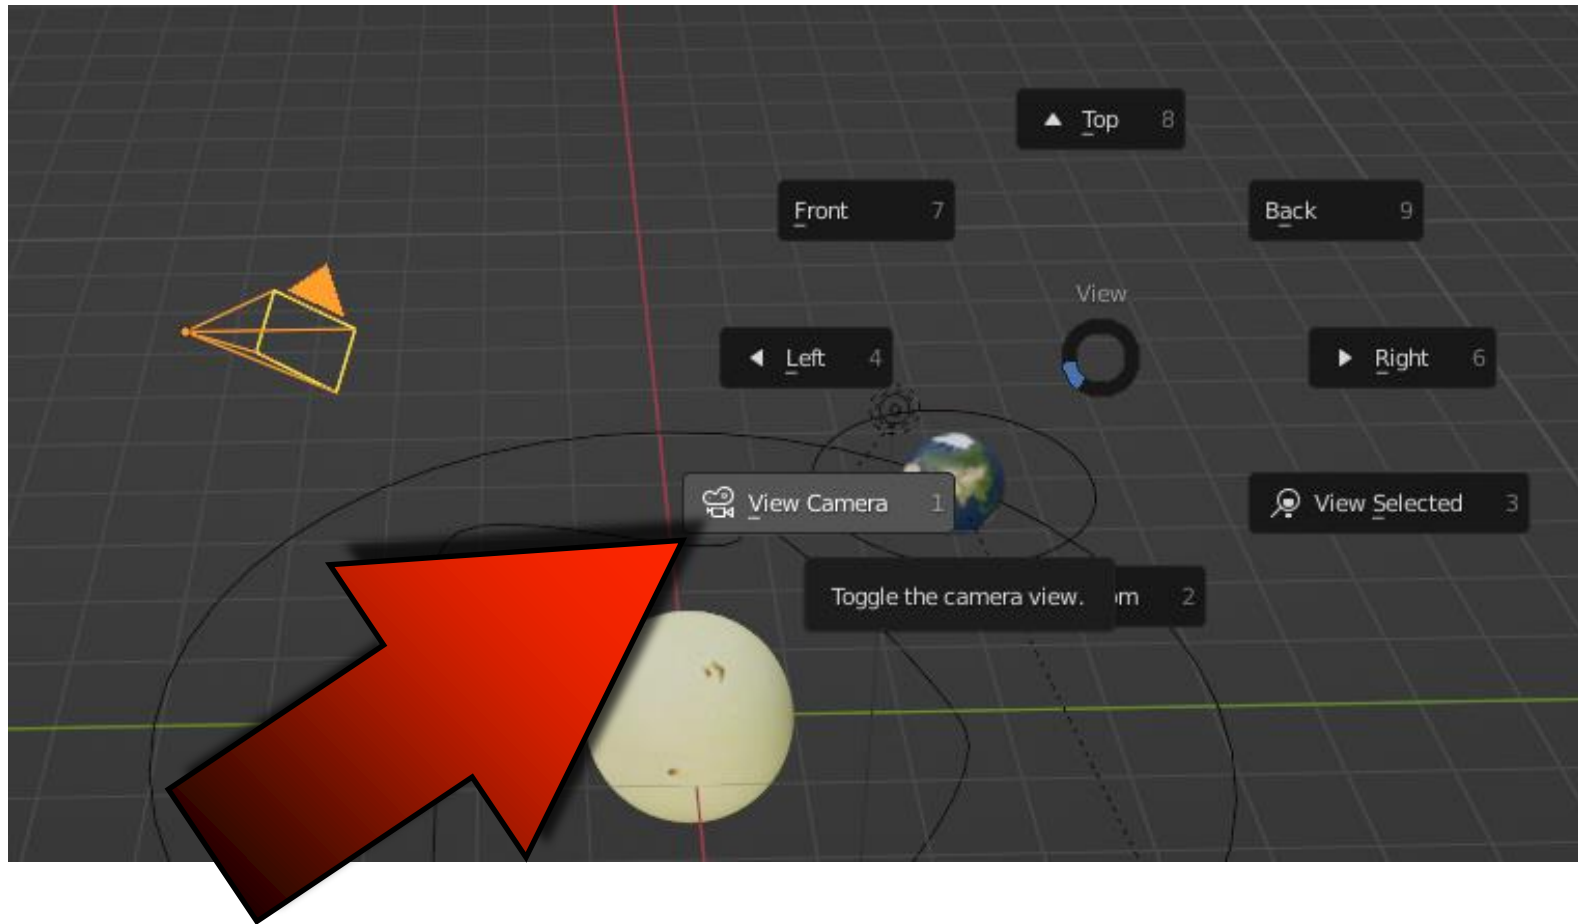 Top 8
Front 7
Back 9
View
Left 4
Right 6
View Camera 1
View Selected 3
Toggle the camera view.
om 2